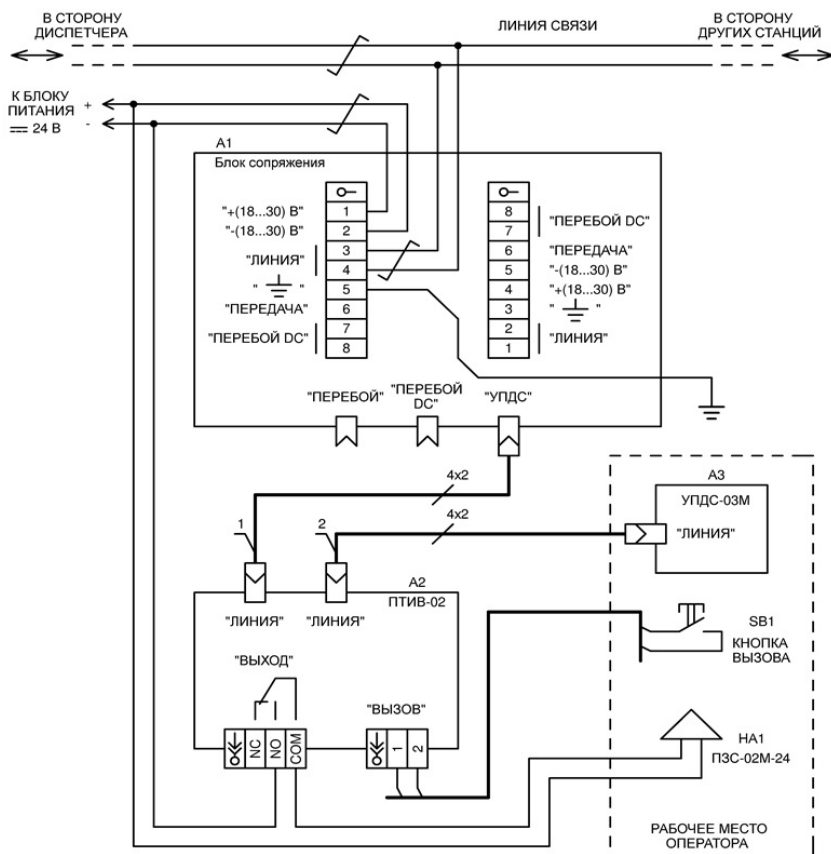 В СТОРОНУ
ДИСПЕТЧЕРА
ЛИНИЯ СВЯЗИ
В СТОРОНУ
ДРУГИХ СТАНЦИЙ
К БЛОКУ
ПИТАНИЯ
24 В
+
-
A1
Блок сопряжения
"+(18...30) В"
"-(18...30) В"
"ЛИНИЯ"
" "
"ПЕРЕДАЧА"
"ПЕРЕБОЙ DC"
1
2
3
4
5
6
7
8
8
7
6
5
4
3
2
1
"ПЕРЕБОЙ DC"
"ПЕРЕДАЧА"
"-(18...30) В"
"+(18...30) В"
" "
"ЛИНИЯ"
"ПЕРЕБОЙ"
"ПЕРЕБОЙ
DC"
"УПДС"
4x2
4x2
1
2
A3
УПДС-03М
"ЛИНИЯ"
A2
ПТИВ-02
"ЛИНИЯ"
"ЛИНИЯ"
SB1
КНОПКА
ВЫЗОВА
"ВЫХОД"
"ВЫЗОВ"
NC
NO
COM
1
2
HA1
ПЗС-02М-24
РАБОЧЕЕ МЕСТО
ОПЕРАТОРА